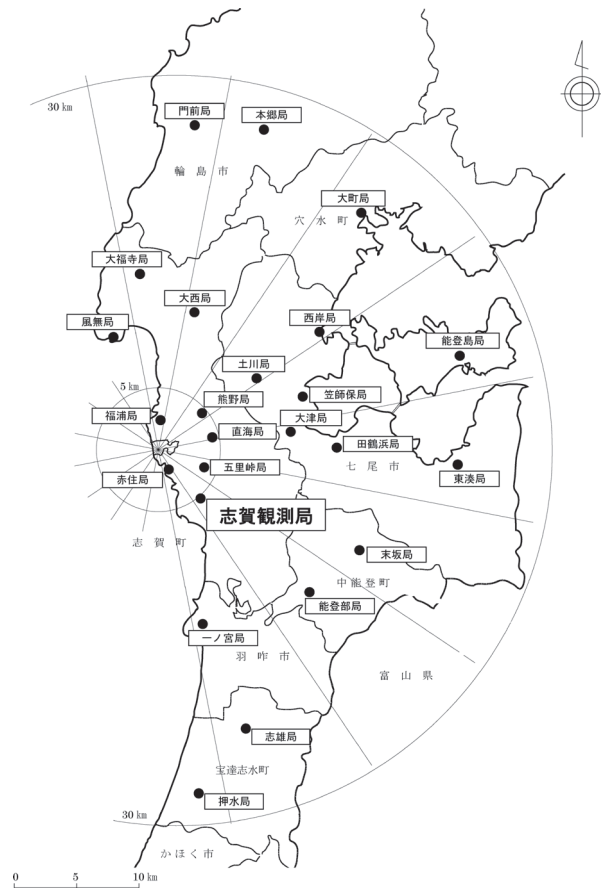 30 km
門前局
本郷局
輪島市
大町局
穴水町
大福寺局
大西局
風無局
西岸局
能登島局
土川局
5 km
笠師保局
熊野局
福浦局
大津局
直海局
田鶴浜局
七尾市
五里峠局
赤住局
東湊局
志賀観測局
志賀町
末坂局
中能登町
能登部局
一ノ宮局
羽咋市
富山県
志雄局
宝達志水町
押水局
30 km
かほく市
0 5 10 km